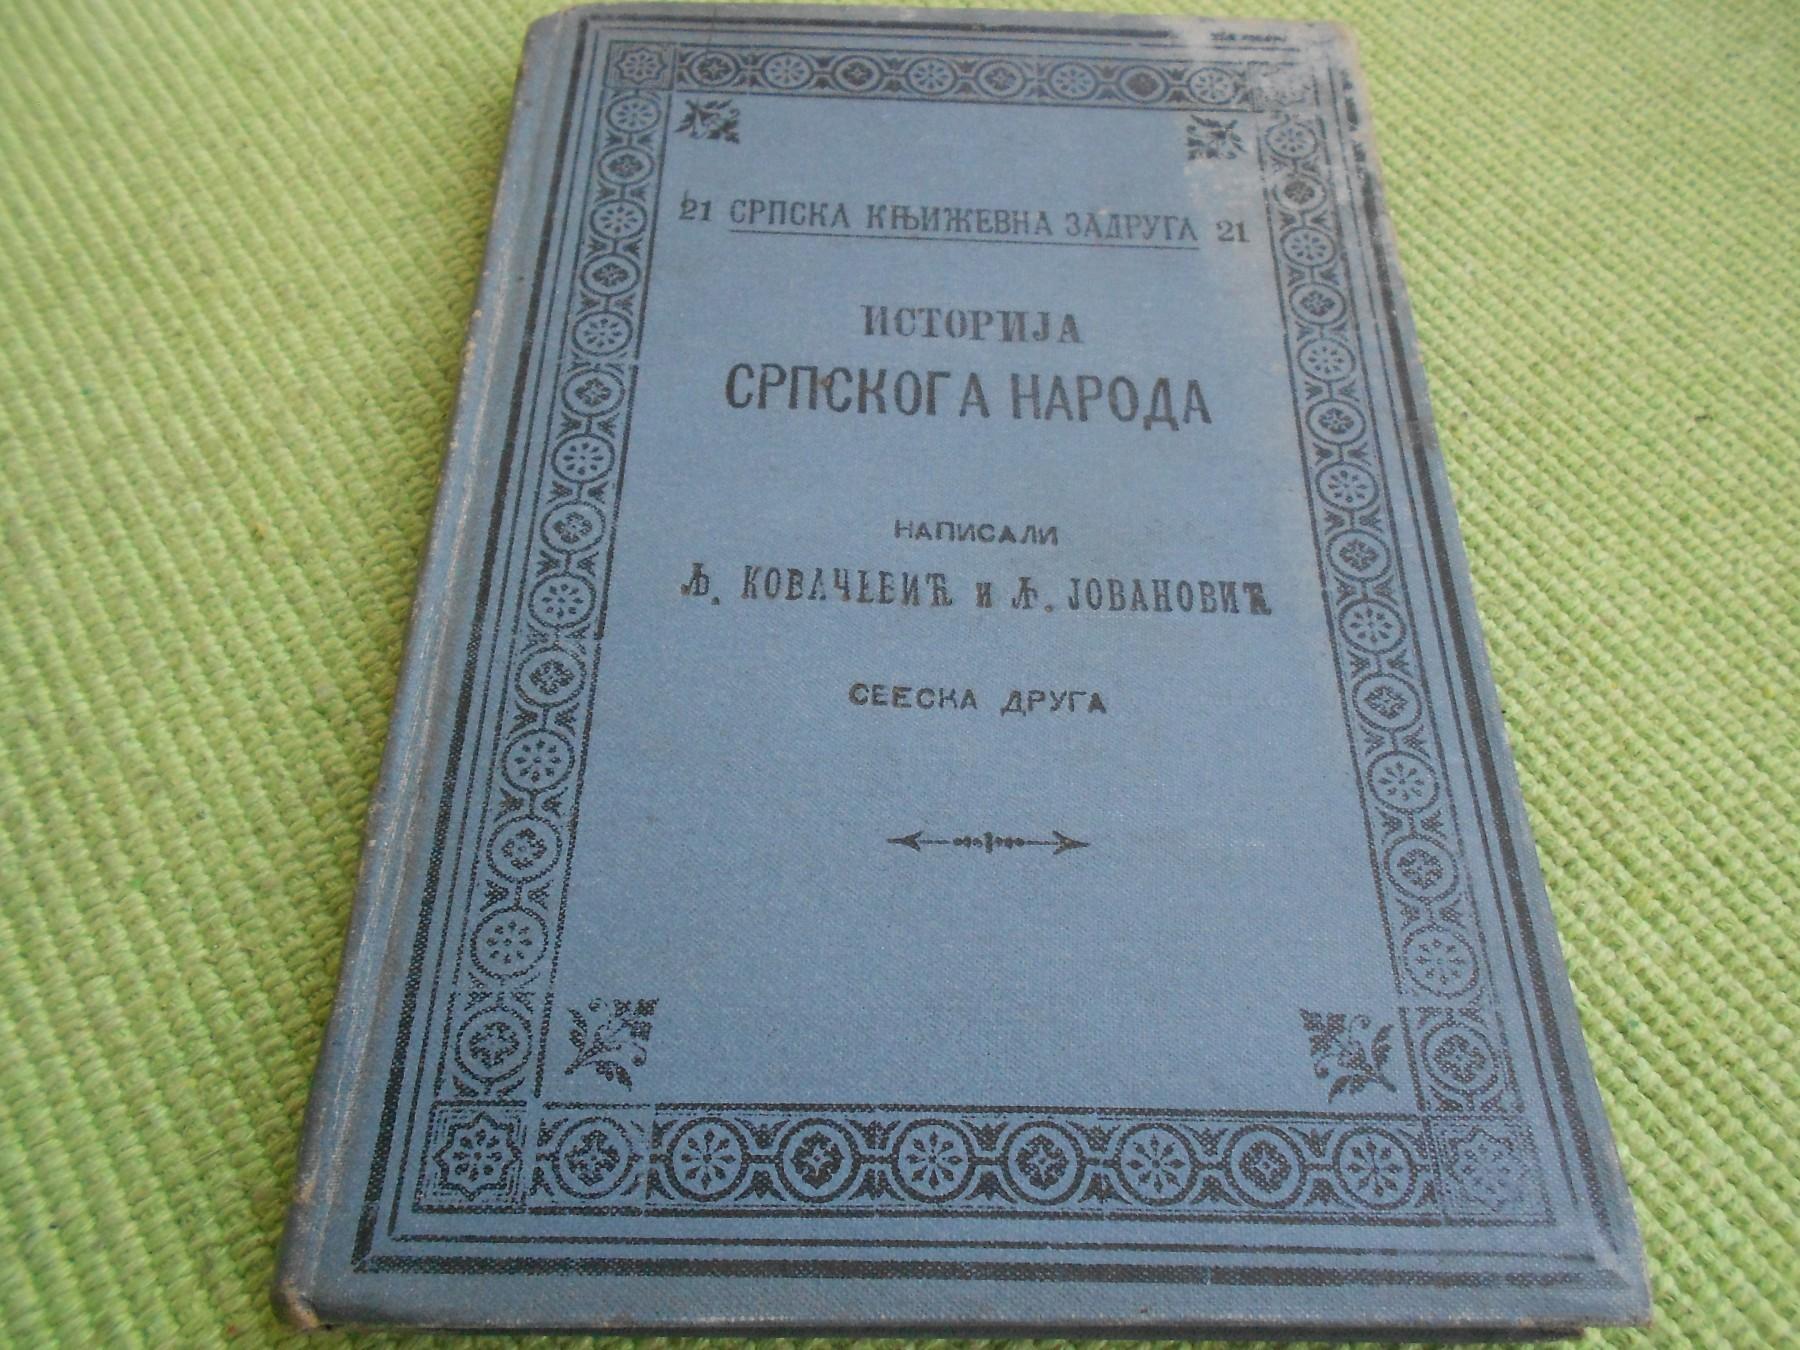 21 СРПСКА КЊИЖЕВНА ЗАДРУГА 21
ИСТОРИЈА
СРПСКОГА НАРОДА
НАПИСАЛИ
Љ. КОВАЧЕВИЋ и Љ. ЈОВАНОВИЋ
СВЕСКА ДРУГА